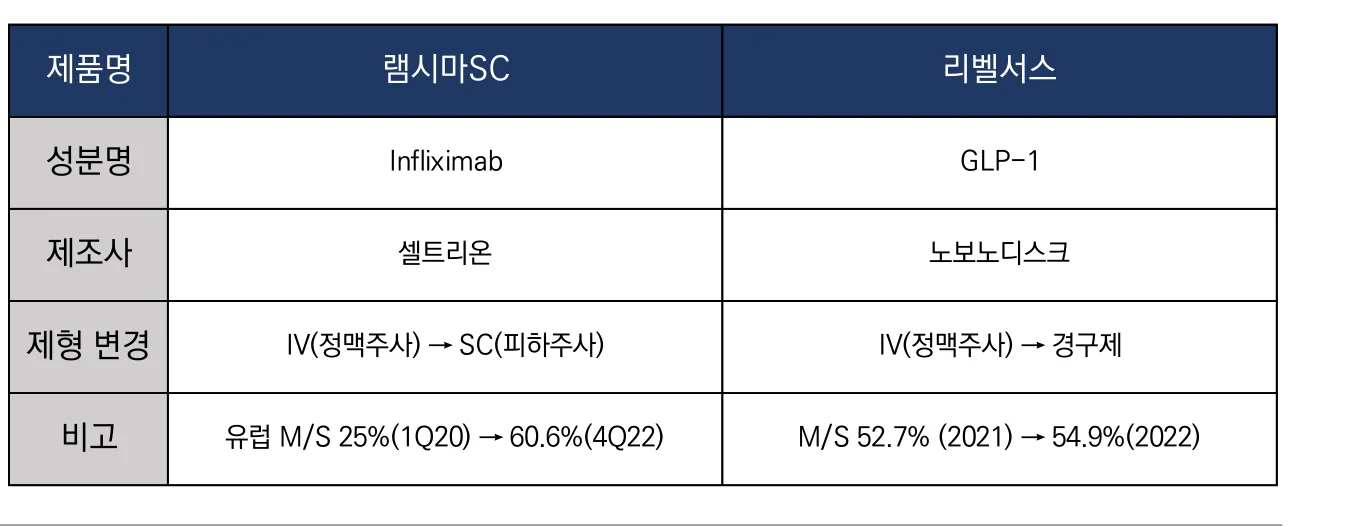 제품명 램시마SC 리벨서스
성분명 Infliximab GLP-1
제조사 셀트리온 노보노디스크
제형 변경 IV(정맥주사) → SC(피하주사) IV(정맥주사) → 경구제
비고 유럽 M/S 25%(1Q20) → 60.6%(4Q22) M/S 52.7% (2021) → 54.9%(2022)